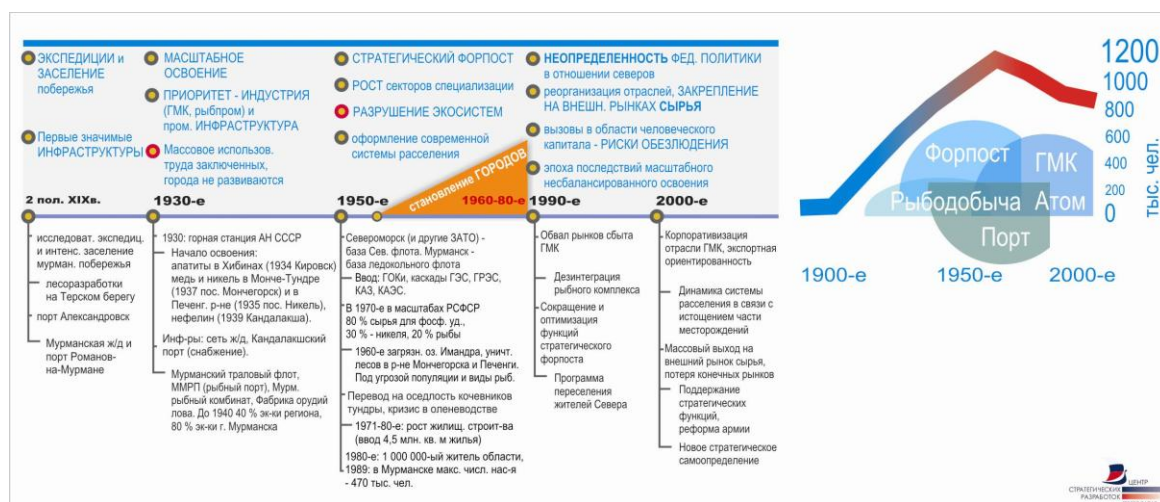 ЭКСПЕДИЦИИ и
ЗАСЕЛЕНИЕ
побережья
Первые значимые
ИНФРАСТРУКТУРЫ
МАСШТАБНОЕ
ОСВОЕНИЕ
ПРИОРИТЕТ - ИНДУСТРИЯ
(ГМК, рыбпром) и
пром. ИНФРАСТРУКТУРА
Массовое использов.
труда заключенных,
города не развиваются
СТРАТЕГИЧЕСКИЙ ФОРПОСТ
РОСТ секторов специализации
РАЗРУШЕНИЕ ЭКОСИСТЕМ
оформление современной
системы расселения
становление ГОРОДОВ
1960-80-е
НЕОПРЕДЕЛЕННОСТЬ ФЕД. ПОЛИТИКИ
в отношении северов
реорганизация отраслей, ЗАКРЕПЛЕНИЕ
НА ВНЕШН. РЫНКАХ СЫРЬЯ
вызовы в области человеческого
капитала - РИСКИ ОБЕЗЛЮДЕНИЯ
эпоха последствий масштабного
несбалансированного освоения
2 пол. XIXв.
1930-е
1950-е
1990-е
2000-е
исследоват. экспедиц.
и интенс. заселение
мурман. побережья
лесоразработки
на Терском берегу
порт Александровск
Мурманская ж/д и
порт Романов-
на-Мурмане
1930: горная станция АН СССР
Начало освоения:
апатиты в Хибинах (1934 Кировск)
медь и никель в Монче-Тундре
(1937 пос. Мончегорск) и в
Печенг. р-не (1935 пос. Никель),
нефелин (1939 Кандалакша).
Инф-ры: сеть ж/д, Кандалакшский
порт (снабжение).
Мурманский траловый флот,
ММРП (рыбный порт), Мурм.
рыбный комбинат, Фабрика орудий
лова. До 1940 40 % эк-ки региона,
80 % эк-ки г. Мурманска
Североморск (и другие ЗАТО) -
база Сев. флота. Мурманск -
база ледокольного флота
Ввод: ГОКи, каскады ГЭС, ГРЭС,
КАЗ, КАЭС.
В 1970-е в масштабах РСФСР
80 % сырья для фосф. уд.,
30 % - никеля, 20 % рыбы
1960-е загрязн. оз. Имандра, уничт.
лесов в р-не Мончегорска и Печенги.
Под угрозой популяции и виды рыб.
Перевод на оседлость кочевников
тундры, кризис в оленеводстве
1971-80-е: рост жилищ. строит-ва
(ввод 4,5 млн. кв. м жилья)
1980-е: 1 000 000-ый житель области,
1989: в Мурманске макс. числ. нас-я
- 470 тыс. чел.
Обвал рынков сбыта
ГМК
Дезинтеграция
рыбного комплекса
Сокращение и
оптимизация
функций
стратегического
форпоста
Программа
переселения
жителей Севера
Корпоративизация
отрасли ГМК, экспортная
ориентированность
Динамика системы
расселения в связи с
истощением части
месторождений
Массовый выход на
внешний рынок сырья,
потеря конечных рынков
Поддержание
стратегических
функций,
реформа армии
Новое стратегическое
самоопределение
1200
1000
800
600
400
200
0
тыс. чел.
Форпост
ГМК
Рыбодобыча
Атом
Порт
1900-е
1950-е
2000-е
ЦЕНТР
СТРАТЕГИЧЕСКИХ
РАЗРАБОТОК